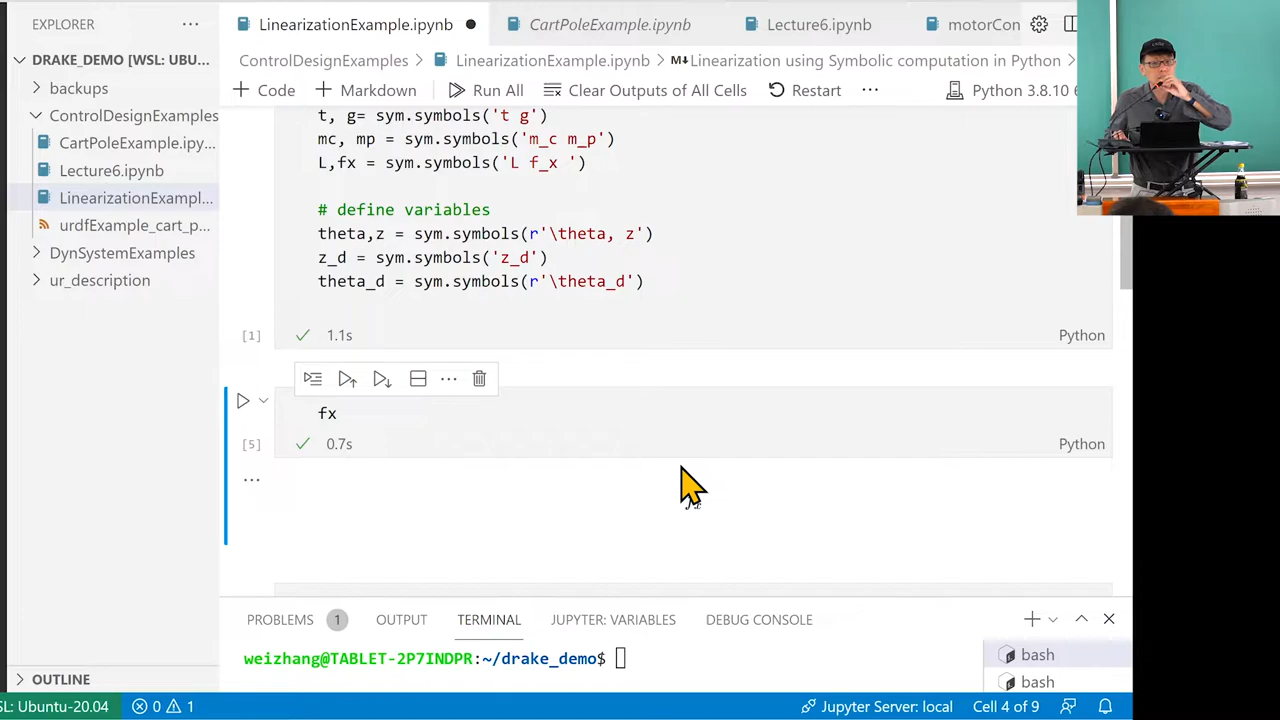 EXPLORER
LinearizationExample.ipynb
CartPoleExample.ipynb
Lecture6.ipynb
motorCon
DRAKE_DEMO [WSL: UBU...
ControlDesignExamples > LinearizationExample.ipynb > M↓Linearization using Symbolic computation in Python >
backups
+ Code + Markdown Run All Clear Outputs of All Cells Restart ... Python 3.8.10 6
ControlDesignExamples
CartPoleExample.ipy...
Lecture6.ipynb
LinearizationExampl...
urdfExample_cart_p...
DynSystemExamples
ur_description
t, g= sym.symbols('t g')
mc, mp = sym.symbols('m_c m_p')
L,fx = sym.symbols('L f_x ')
# define variables
theta,z = sym.symbols(r'\theta, z')
z_d = sym.symbols('z_d')
theta_d = sym.symbols(r'\theta_d')
[1] 1.1s Python
fx
[5] 0.7s Python
...
PROBLEMS 1 OUTPUT TERMINAL JUPYTER: VARIABLES DEBUG CONSOLE
weizhang@TABLET-2P7INDPR:~/drake_demo$
bash
bash
OUTLINE
SL: Ubuntu-20.04 0 1 Jupyter Server: local Cell 4 of 9